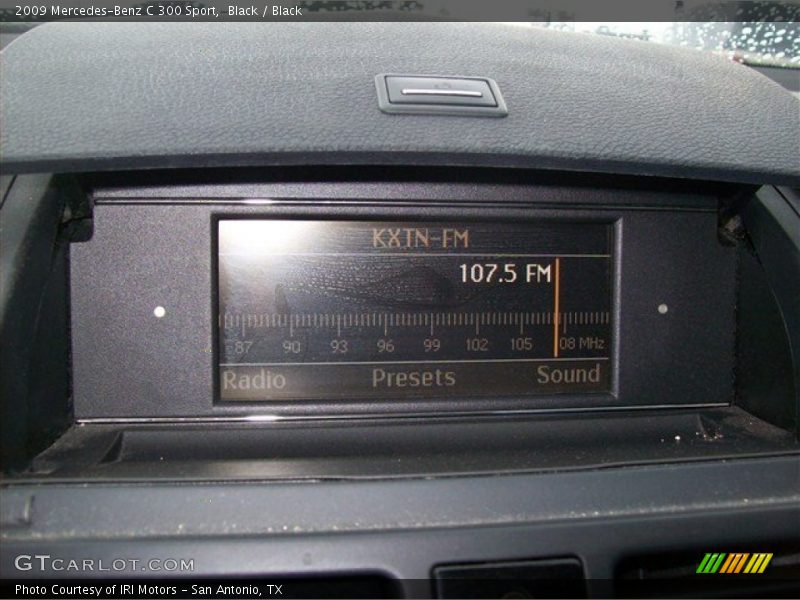 2009 Mercedes-Benz C 300 Sport,  Black / Black
KXTN-FM
107.5 FM
87 90 93 96 99 102 105 08 MHz
Radio Presets Sound
GTCARLOT.COM
Photo Courtesy of IRI Motors - San Antonio, TX